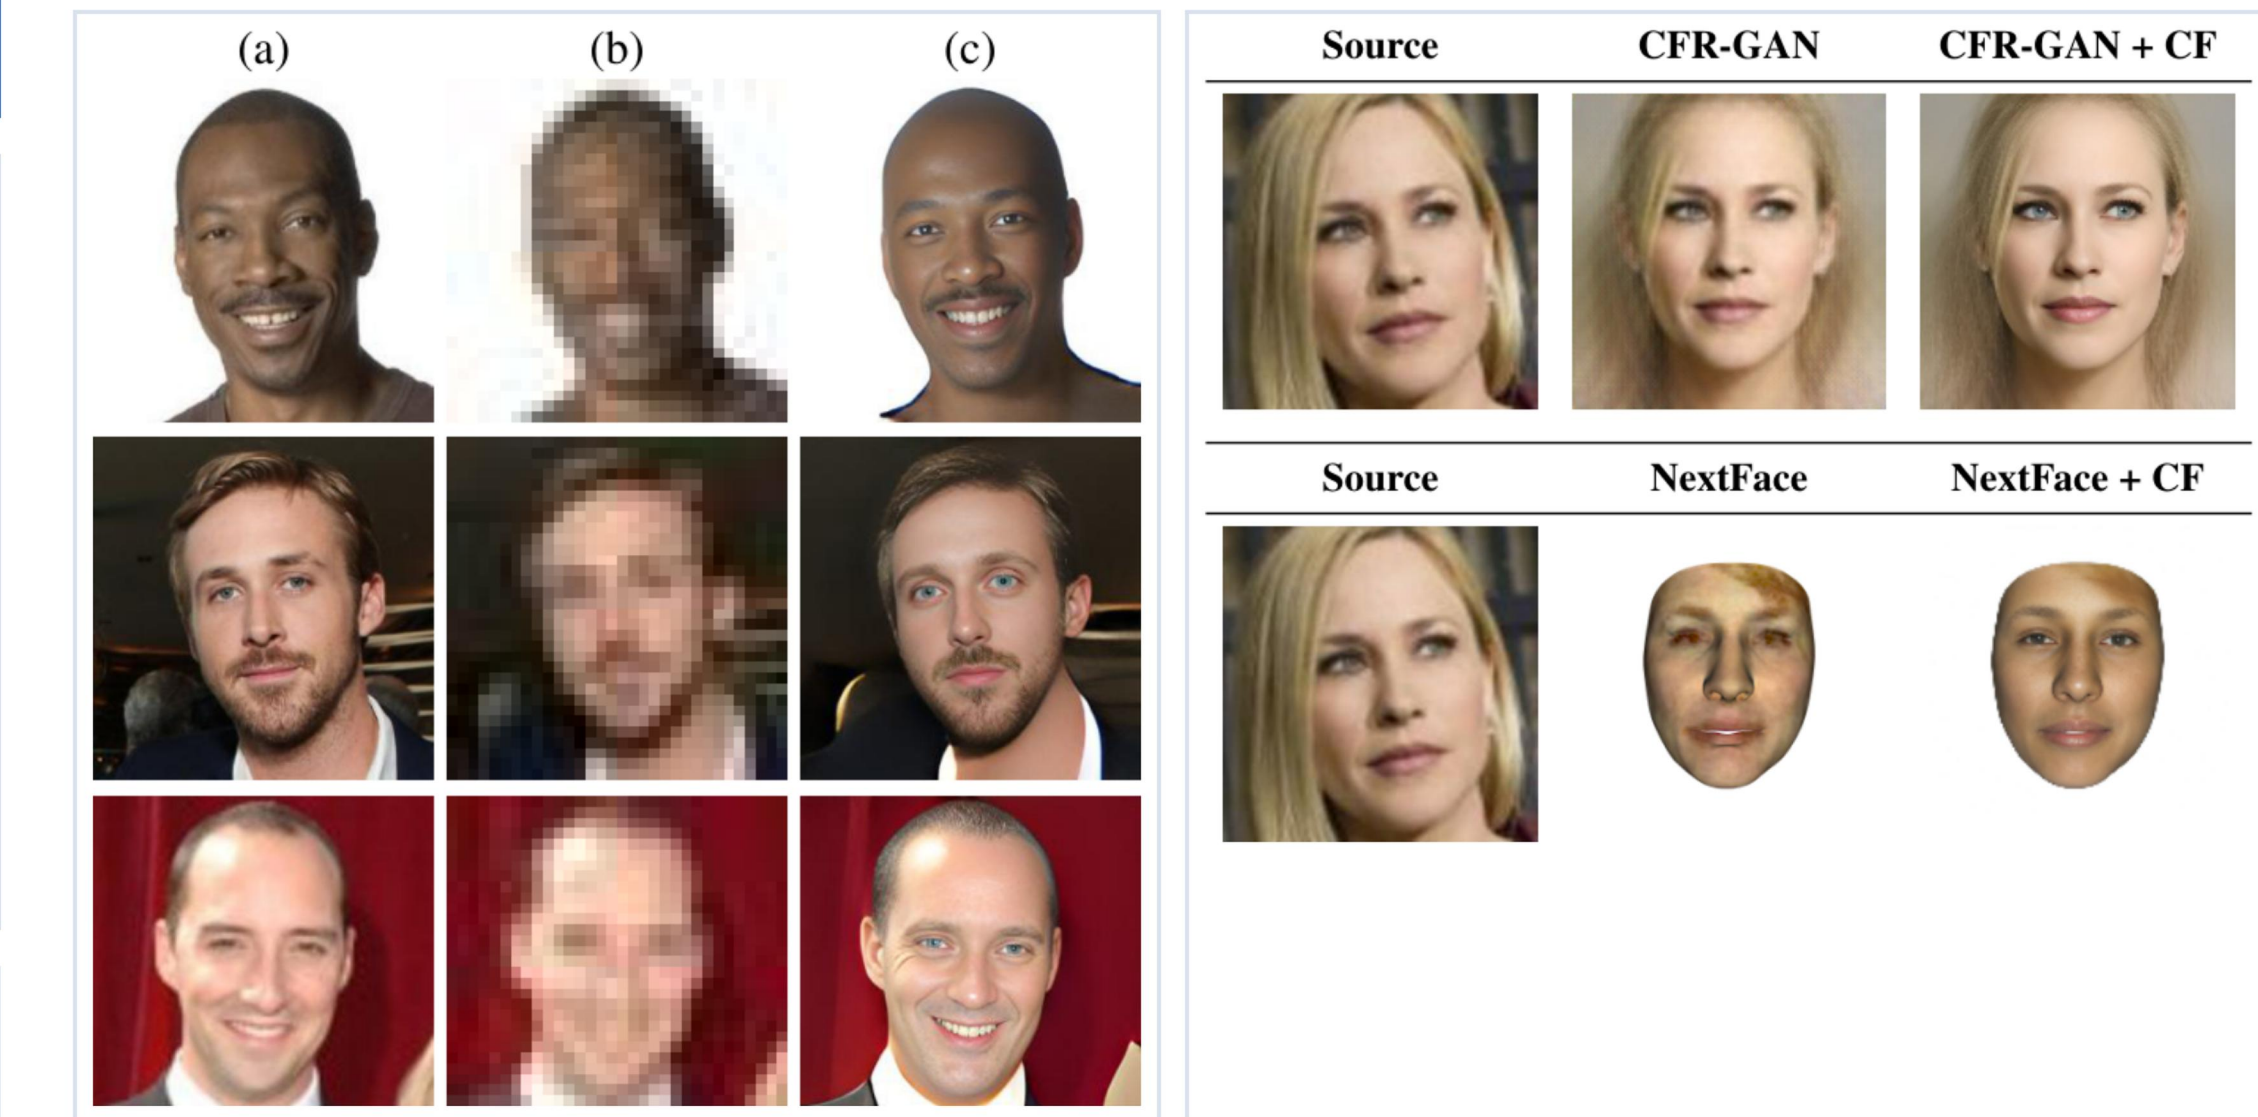 (a) (b) (c)
Source CFR-GAN CFR-GAN + CF
Source NextFace NextFace + CF